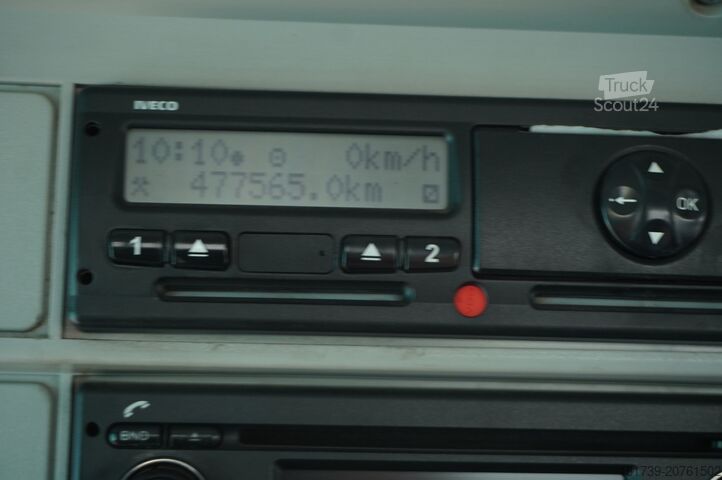 Truck
Scout24
IVECO
10:10 0km/h
477565.0km
1 2
OK
END